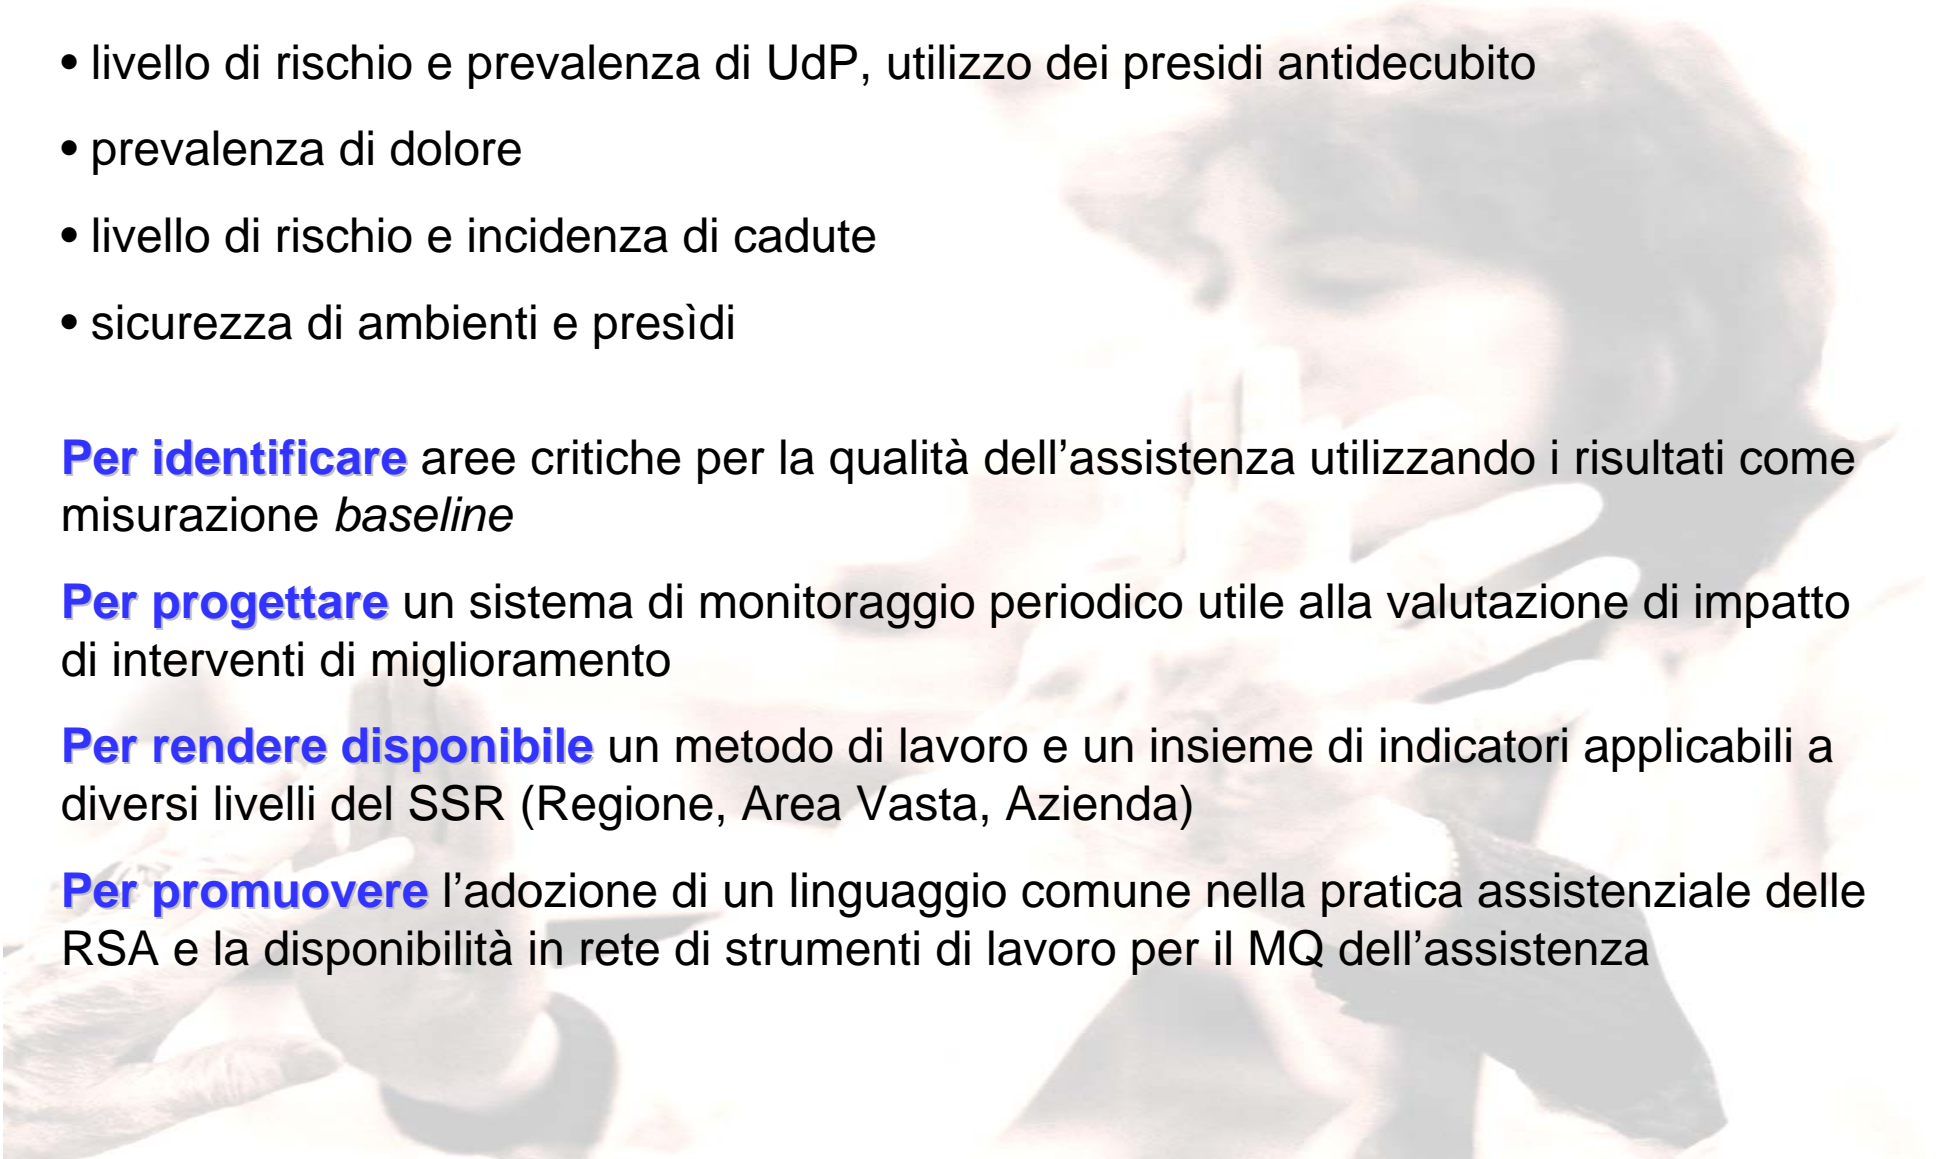 • livello di rischio e prevalenza di UdP, utilizzo dei presidi antidecubito
• prevalenza di dolore
• livello di rischio e incidenza di cadute
• sicurezza di ambienti e presìdi
Per identificare aree critiche per la qualità dell’assistenza utilizzando i risultati come
misurazione baseline
Per progettare un sistema di monitoraggio periodico utile alla valutazione di impatto
di interventi di miglioramento
Per rendere disponibile un metodo di lavoro e un insieme di indicatori applicabili a
diversi livelli del SSR (Regione, Area Vasta, Azienda)
Per promuovere l’adozione di un linguaggio comune nella pratica assistenziale delle
RSA e la disponibilità in rete di strumenti di lavoro per il MQ dell’assistenza